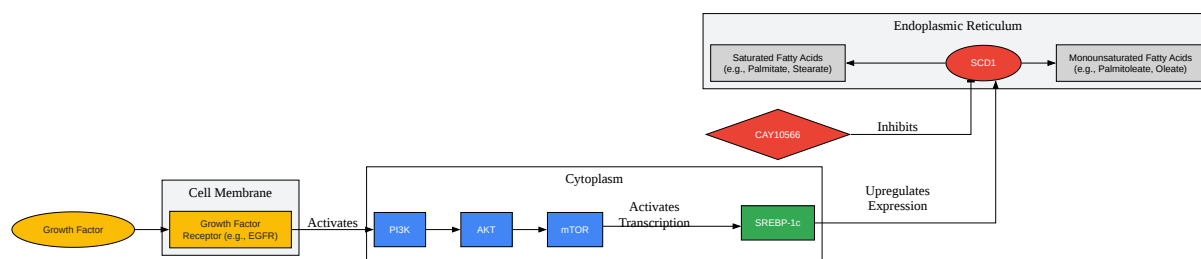 Endoplasmic Reticulum
Saturated Fatty Acids
(e.g., Palmitate, Stearate)
SCD1
Monounsaturated Fatty Acids
(e.g., Palmitoleate, Oleate)
CAY10566
Inhibits
Cell Membrane
Cytoplasm
Growth Factor
Growth Factor
Receptor (e.g., EGFR)
Activates
PI3K
AKT
mTOR
Activates
Transcription
SREBP-1c
Upregulates
Expression